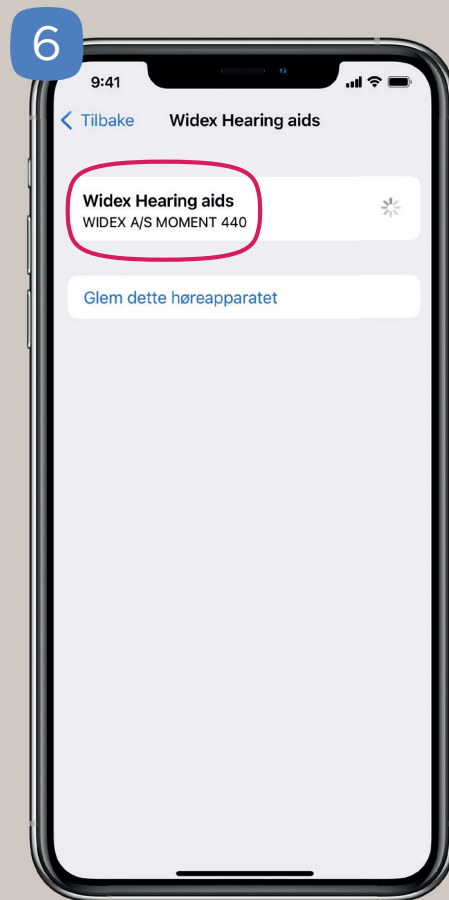 6
9:41
Tilbake Widex Hearing aids
Widex Hearing aids
WIDEX A/S MOMENT 440
Glem dette høreapparatet